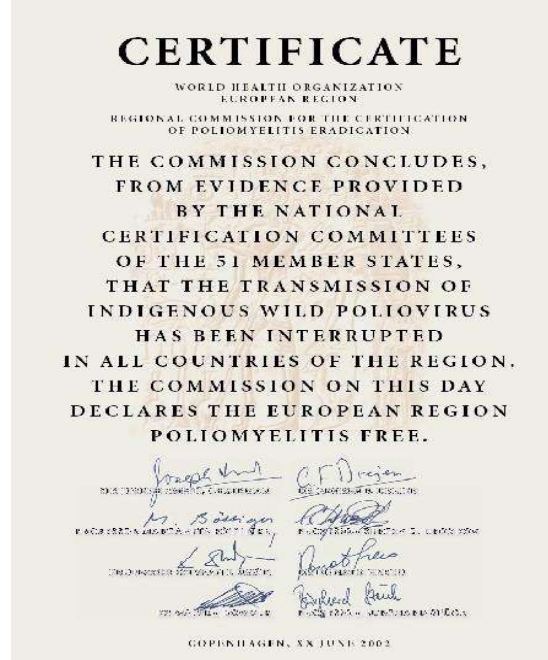 CERTIFICATE
WORLD HEALTH ORGANIZATION
EUROPEAN REGION
REGIONAL COMMISSION FOR THE CERTIFICATION
OF POLIOMYELITIS ERADICATION
THE COMMISSION CONCLUDES,
FROM EVIDENCE PROVIDED
BY THE NATIONAL
CERTIFICATION COMMITTEES
OF THE 51 MEMBER STATES,
THAT THE TRANSMISSION OF
INDIGENOUS WILD POLIOVIRUS
HAS BEEN INTERRUPTED
IN ALL COUNTRIES OF THE REGION.
THE COMMISSION ON THIS DAY
DECLARES THE EUROPEAN REGION
POLIOMYELITIS FREE.
Joseph
COPENHAGEN, XX JUNE 2002